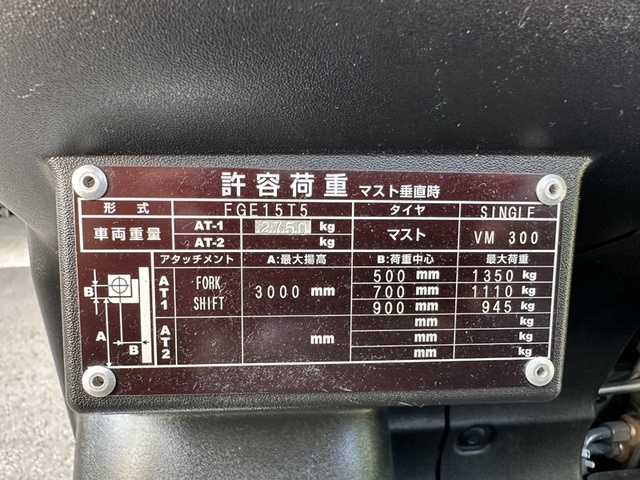 許容荷重 マスト垂直時
形式 FGE15T5 タイヤ SINGLE
車両重量 AT-1 2750 kg マスト VM 300
AT-2 kg
アタッチメント A:最大揚高 B:荷重中心 最大荷重
AT1 FORK SHIFT 3000 mm 500 mm 1350 kg
700 mm 1110 kg
900 mm 945 kg
AT2 mm mm kg
mm kg
mm kg
B
A
B